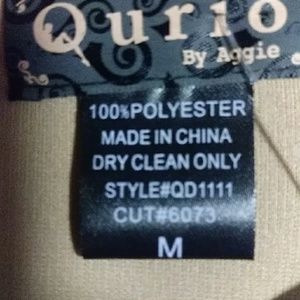 Qurio
By Aggie
100%POLYESTER
MADE IN CHINA
DRY CLEAN ONLY
STYLE#QD1111
CUT#6073
M